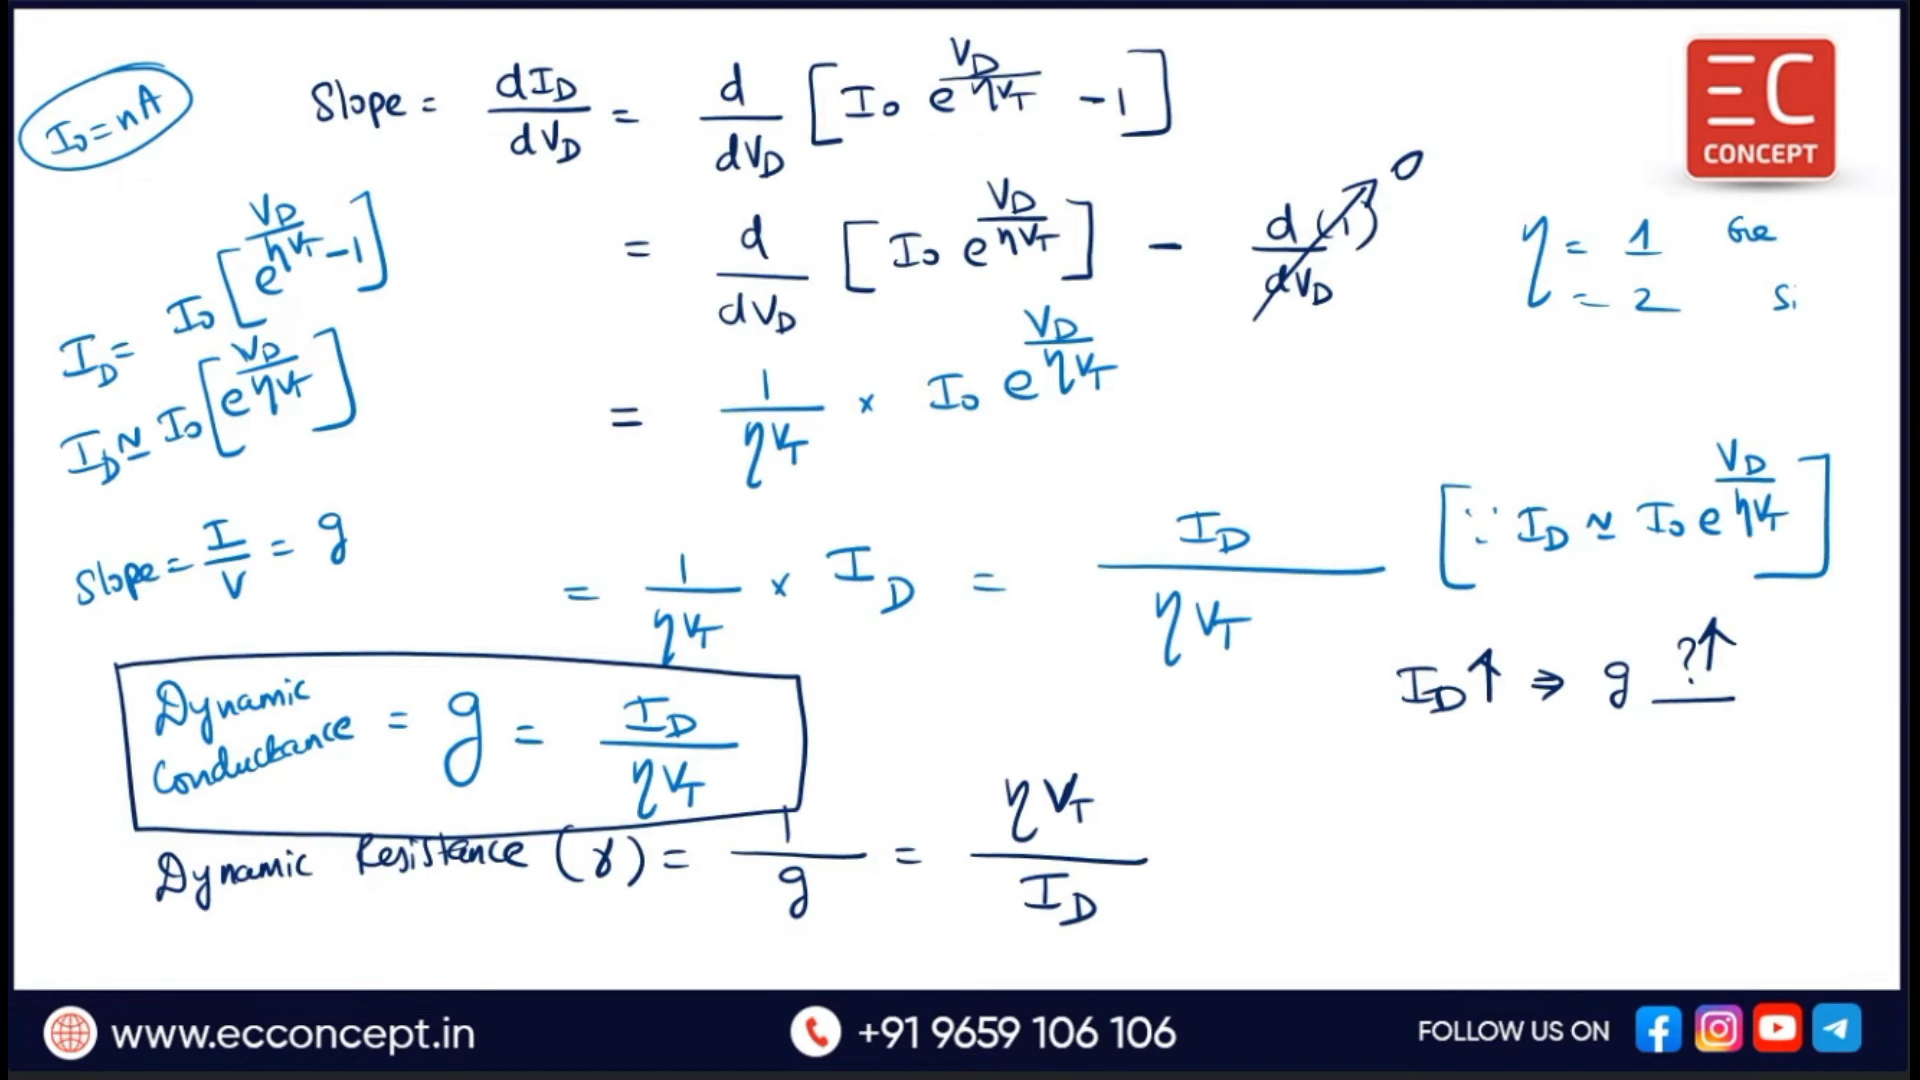 I₀ = nA
Slope = dI_D/dV_D = d/dV_D [I₀ e^(V_D/ηV_T) - 1]
EC
CONCEPT
= d/dV_D [I₀ e^(V_D/ηV_T)] - d(1)/dV_D 0
η = 1 Ge
= 2 Si
I_D = I₀ [e^(V_D/ηV_T) - 1]
I_D ≃ I₀ [e^(V_D/ηV_T)]
= 1/ηV_T × I₀ e^(V_D/ηV_T)
Slope = I/V = g
= 1/ηV_T × I_D = I_D/ηV_T [∵ I_D ≃ I₀ e^(V_D/ηV_T)]
I_D↑ ⇒ g ?↑
Dynamic Conductance = g = I_D/ηV_T
Dynamic Resistance (r) = 1/g = ηV_T/I_D
www.ecconcept.in
+91 9659 106 106
FOLLOW US ON